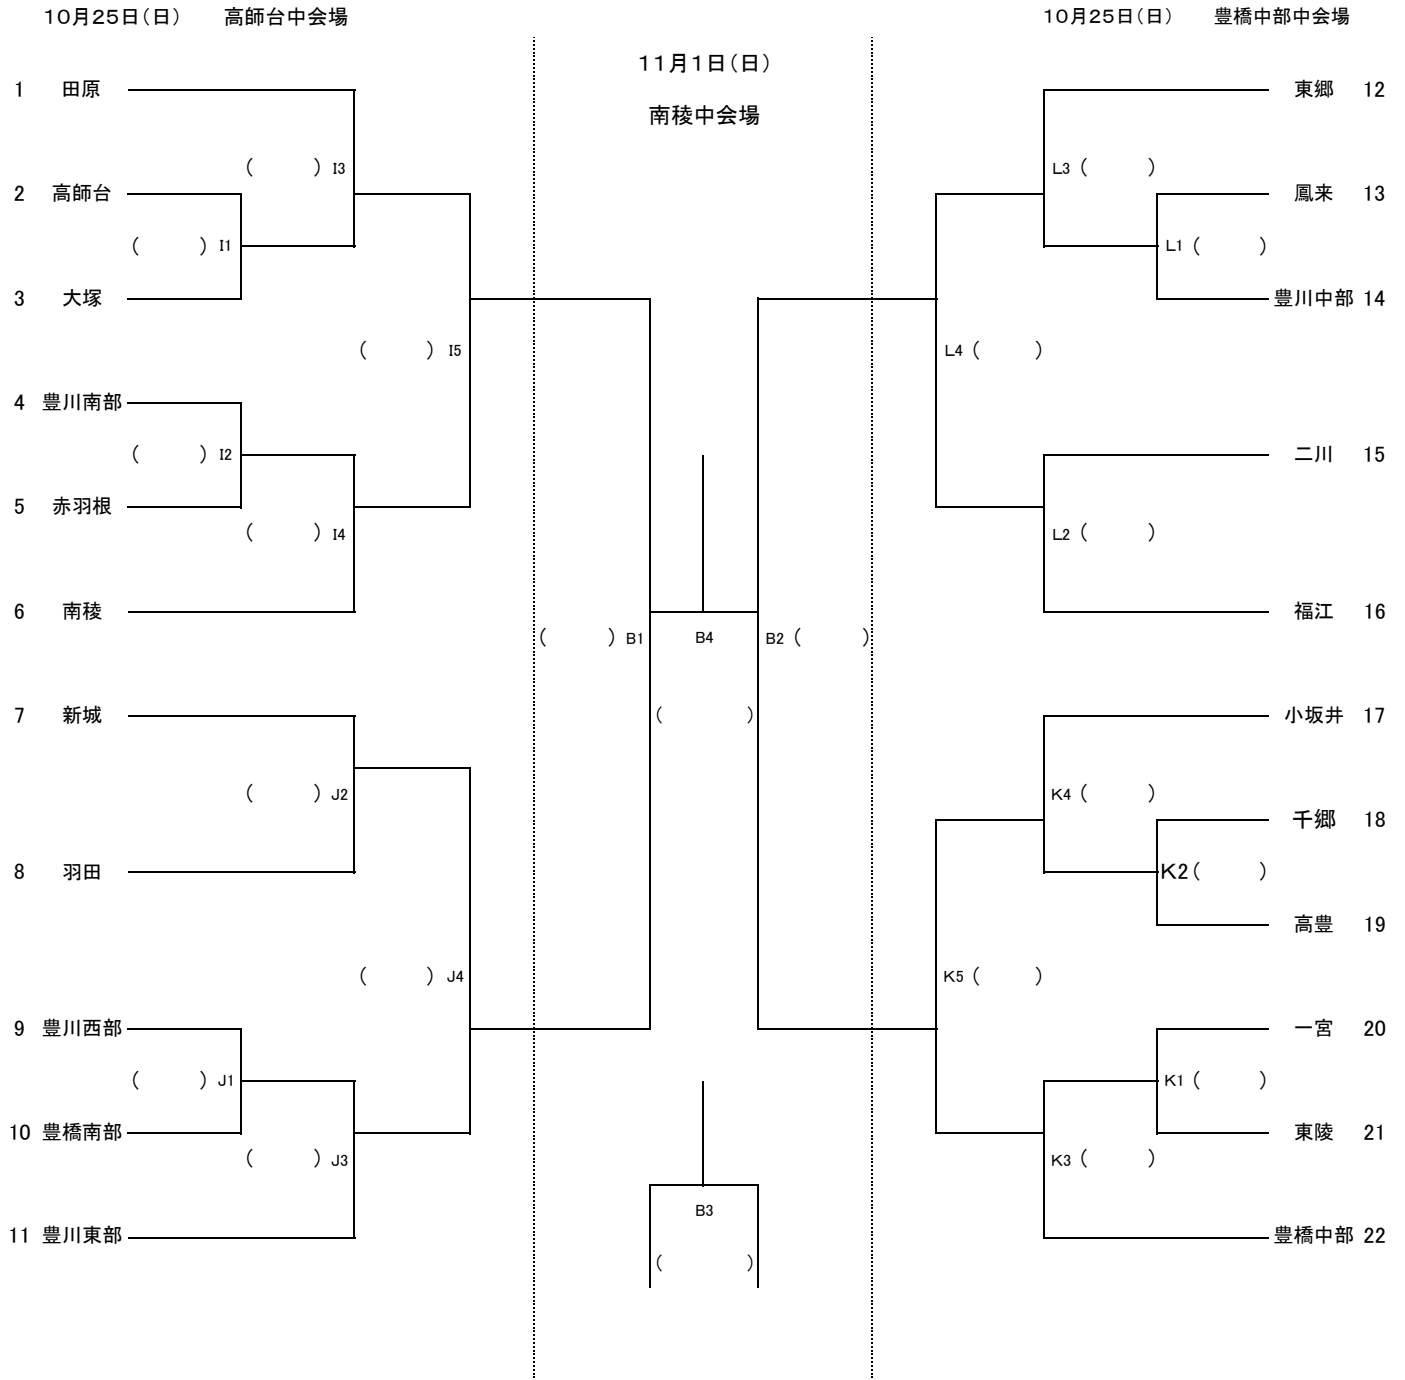 10月25日(日)　高師台中会場
10月25日(日)　豊橋中部中会場
11月1日(日)
南稜中会場
1 田原
(　) I3
2 高師台
(　) I1
3 大塚
(　) I5
4 豊川南部
(　) I2
5 赤羽根
(　) I4
6 南稜
7 新城
(　) J2
8 羽田
(　) J4
9 豊川西部
(　) J1
10 豊橋南部
(　) J3
11 豊川東部
(　) B1
B4
(　)
B2 (　)
B3
(　)
東郷 12
L3 (　)
鳳来 13
L1 (　)
豊川中部 14
L4 (　)
二川 15
L2 (　)
福江 16
小坂井 17
K4 (　)
千郷 18
K2 (　)
高豊 19
K5 (　)
一宮 20
K1 (　)
東陵 21
K3 (　)
豊橋中部 22